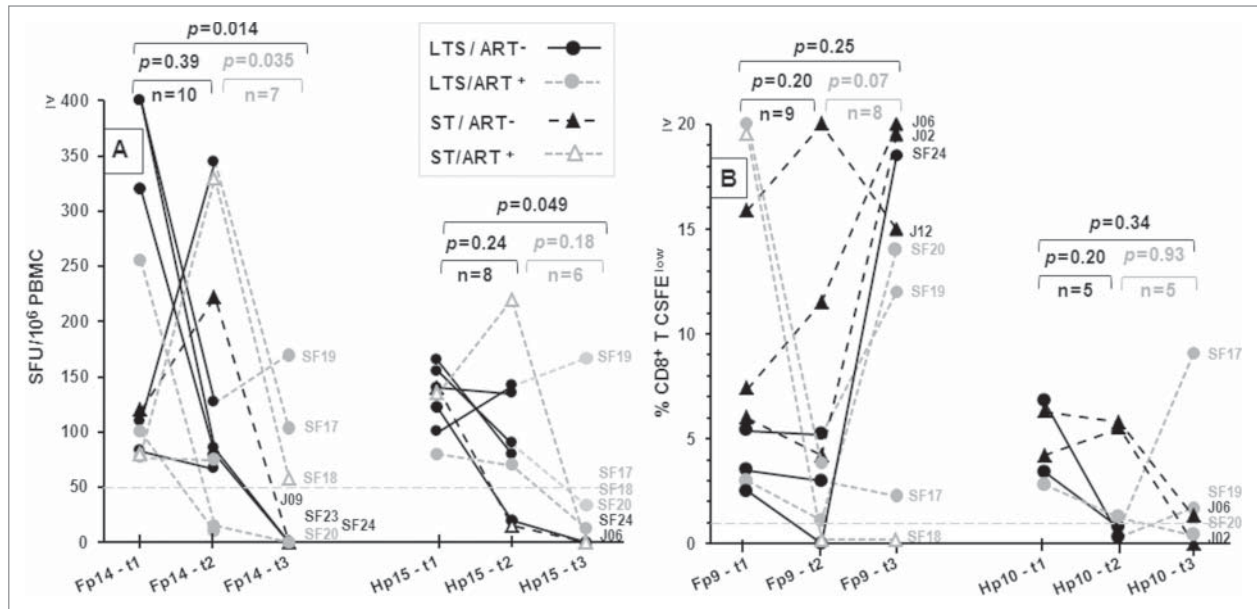 p=0.014
p=0.39 p=0.035
n=10 n=7
LTS / ART-
LTS/ART +
ST / ART-
ST/ART +
A
≥
400
350
300
250
200
150
100
50
0
SFU/10⁶ PBMC
SF19
SF17
SF18
J09
SF23
SF24
SF20
Fp14 - t1
Fp14 - t2
Fp14 - t3
p=0.049
p=0.24 p=0.18
n=8 n=6
SF19
SF17
SF18
SF20
SF24
J06
Hp15 - t1
Hp15 - t2
Hp15 - t3
p=0.25
p=0.20 p=0.07
n=9 n=8
B
≥
20
15
10
5
0
% CD8⁺ T CSFE low
J06
J02
SF24
J12
SF20
SF19
SF17
SF18
Fp9 - t1
Fp9 - t2
Fp9 - t3
p=0.34
p=0.20 p=0.93
n=5 n=5
SF17
SF19
J06
SF20
J02
Hp10 - t1
Hp10 - t2
Hp10 - t3